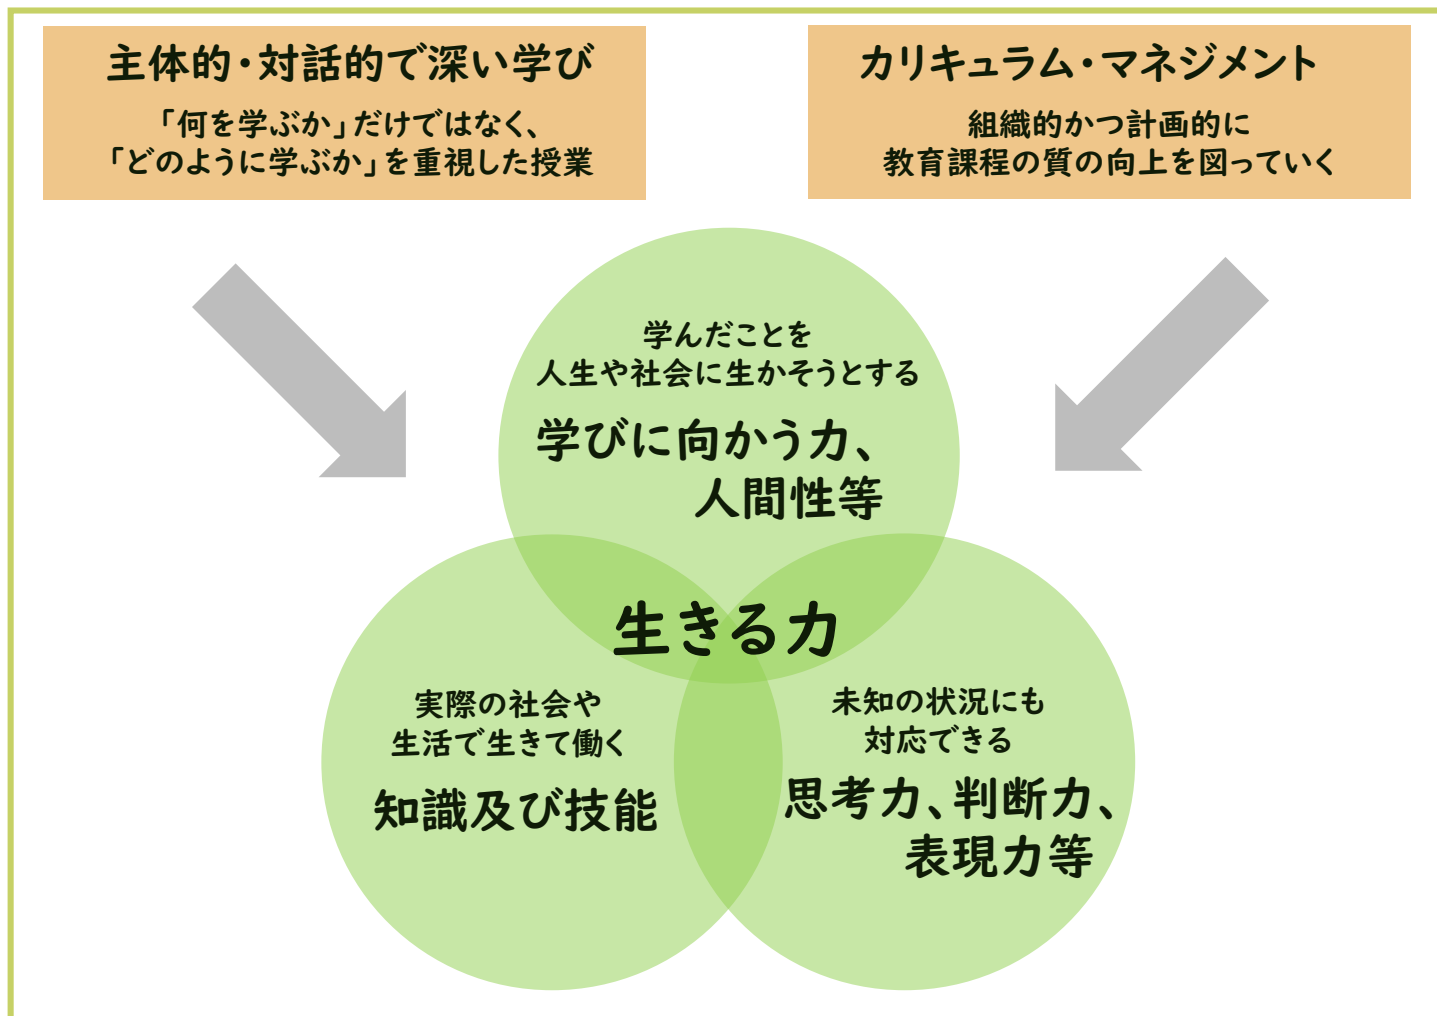 主体的・対話的で深い学び
「何を学ぶか」だけではなく、
「どのように学ぶか」を重視した授業
カリキュラム・マネジメント
組織的かつ計画的に
教育課程の質の向上を図っていく
学んだことを
人生や社会に生かそうとする
学びに向かう力、
人間性等
生きる力
実際の社会や
生活で生きて働く
知識及び技能
未知の状況にも
対応できる
思考力、判断力、
表現力等